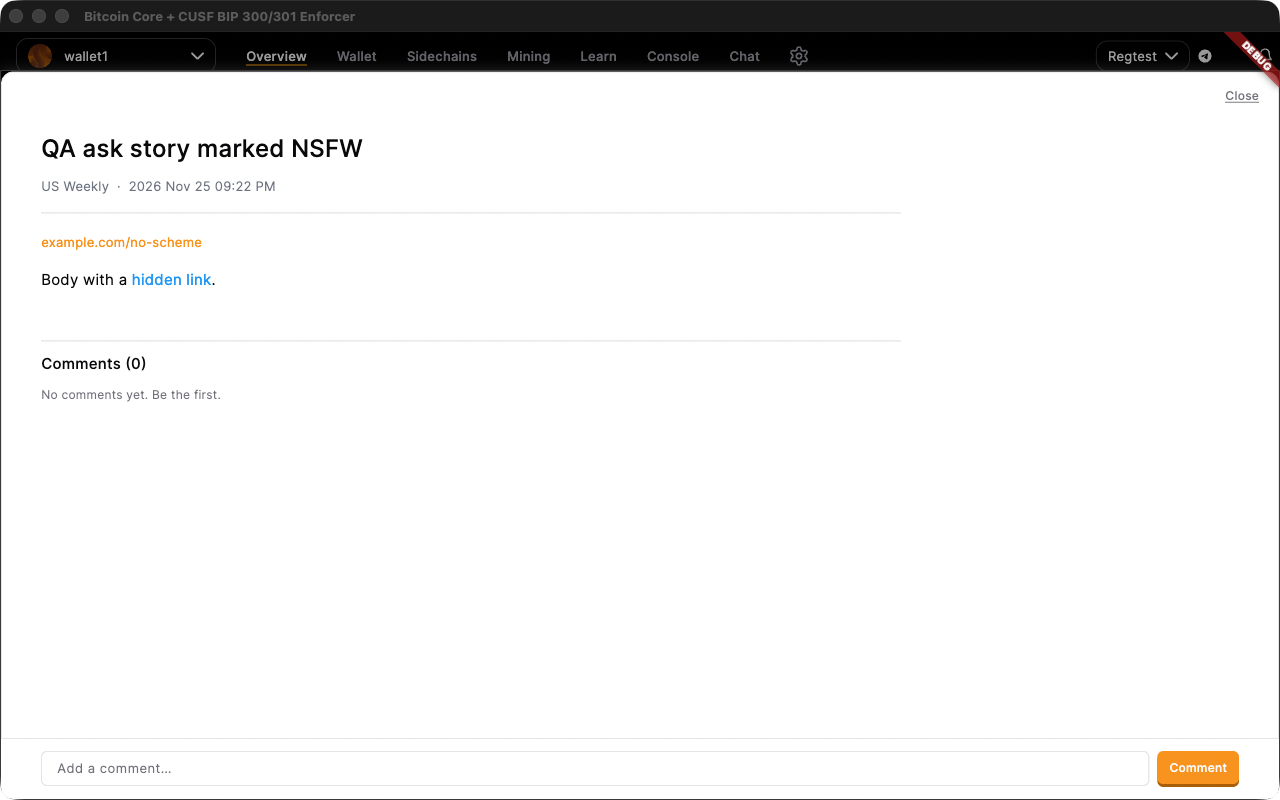 Bitcoin Core + CUSF BIP 300/301 Enforcer
wallet1 Overview Wallet Sidechains Mining Learn Console Chat Regtest DEBUG
Close
QA ask story marked NSFW
US Weekly · 2026 Nov 25 09:22 PM
example.com/no-scheme
Body with a hidden link.
Comments (0)
No comments yet. Be the first.
Add a comment... Comment